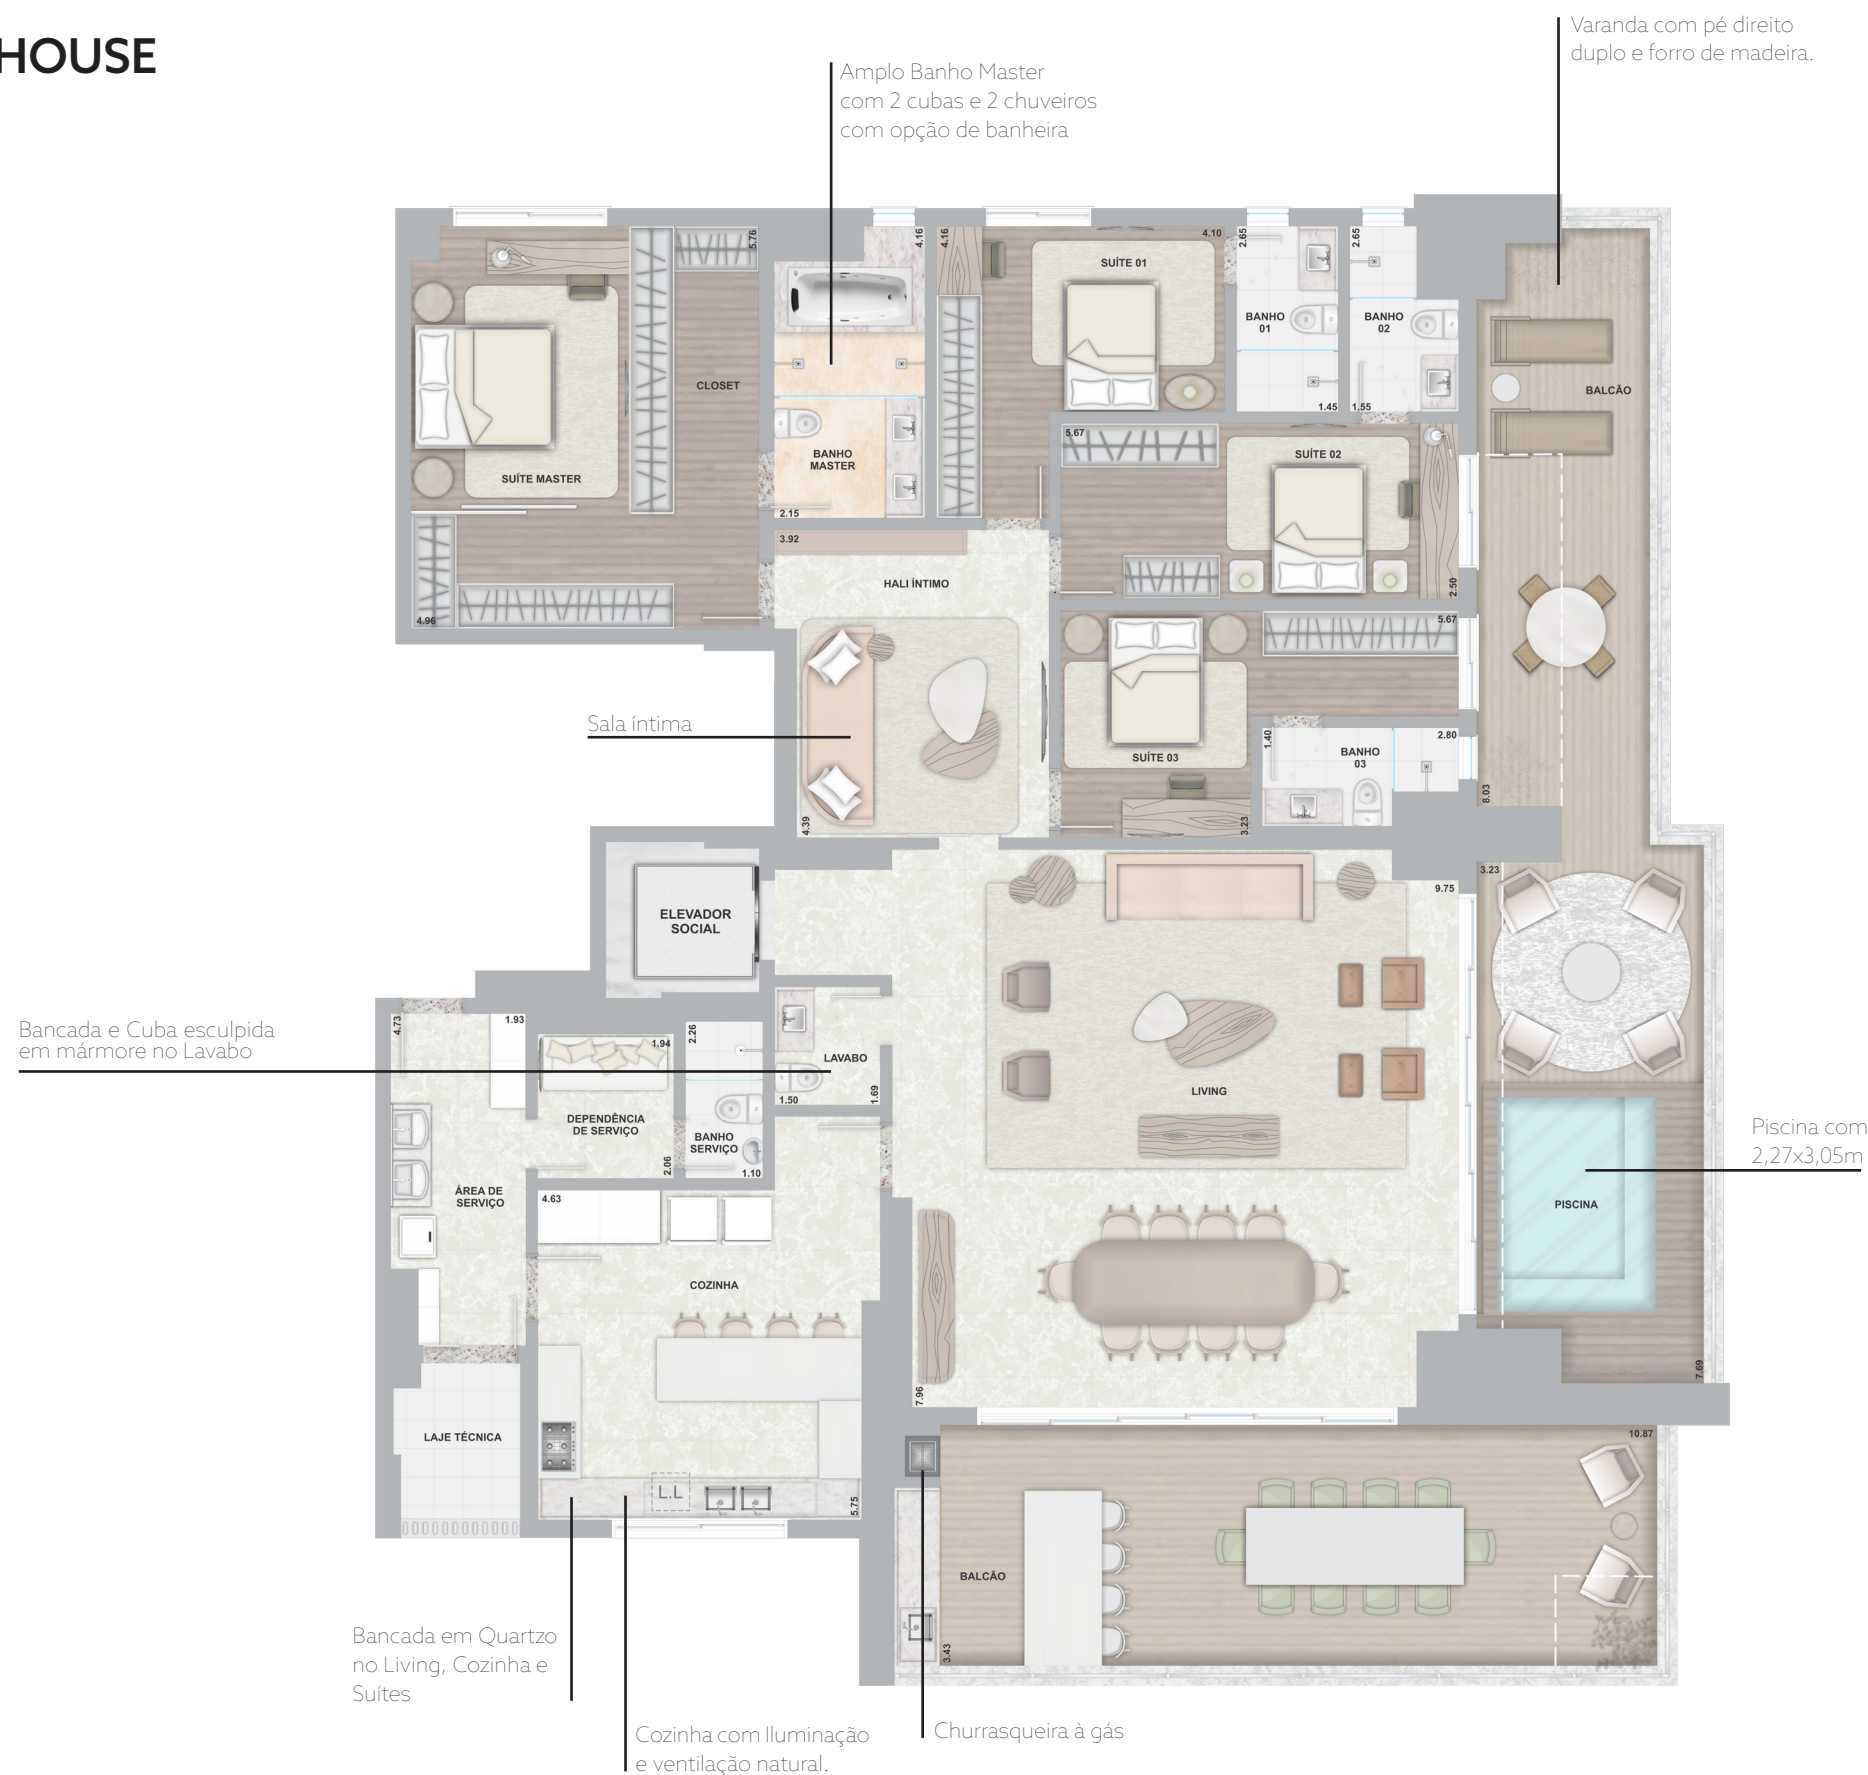 HOUSE
Varanda com pé direito
duplo e forro de madeira.
Amplo Banho Master
com 2 cubas e 2 chuveiros
com opção de banheira
5.76
4.16
4.16
4.10
2.65
2.65
SUÍTE 01
BANHO
01
BANHO
02
CLOSET
BALCÃO
1.45
1.55
5.67
BANHO
MASTER
SUÍTE 02
SUÍTE MASTER
2.15
3.92
HALI ÍNTIMO
2.50
4.96
5.67
Sala íntima
1.40
2.80
BANHO
03
SUÍTE 03
8.03
4.39
3.23
3.23
9.75
ELEVADOR
SOCIAL
Bancada e Cuba esculpida
em mármore no Lavabo
4.73
1.93
1.94
2.26
LAVABO
1.50
1.69
LIVING
DEPENDÊNCIA
DE SERVIÇO
BANHO
SERVIÇO
2.06
1.10
Piscina com
2,27x3,05m
ÁREA DE
SERVIÇO
4.63
PISCINA
COZINHA
7.69
7.96
LAJE TÉCNICA
10.87
L.L
5.75
BALCÃO
3.43
Bancada em Quartzo
no Living, Cozinha e
Suítes
Cozinha com Iluminação
e ventilação natural.
Churrasqueira à gás